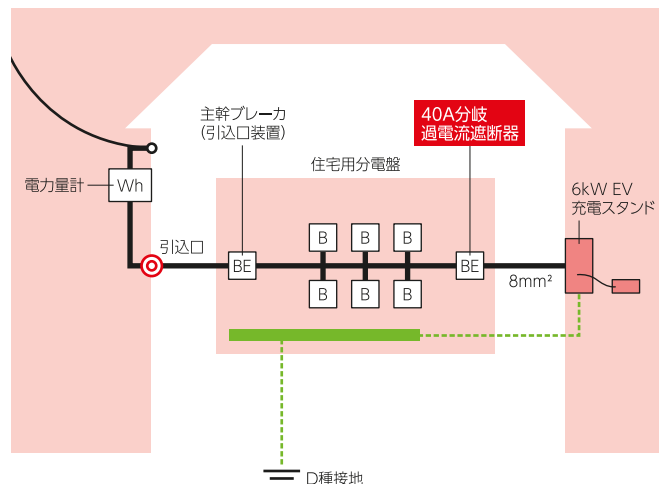 主幹ブレーカ
(引込口装置)
40A分岐
過電流遮断器
住宅用分電盤
電力量計
Wh
6kW EV
充電スタンド
引込口
B B B
BE
BE
B B B
8mm²
D種接地